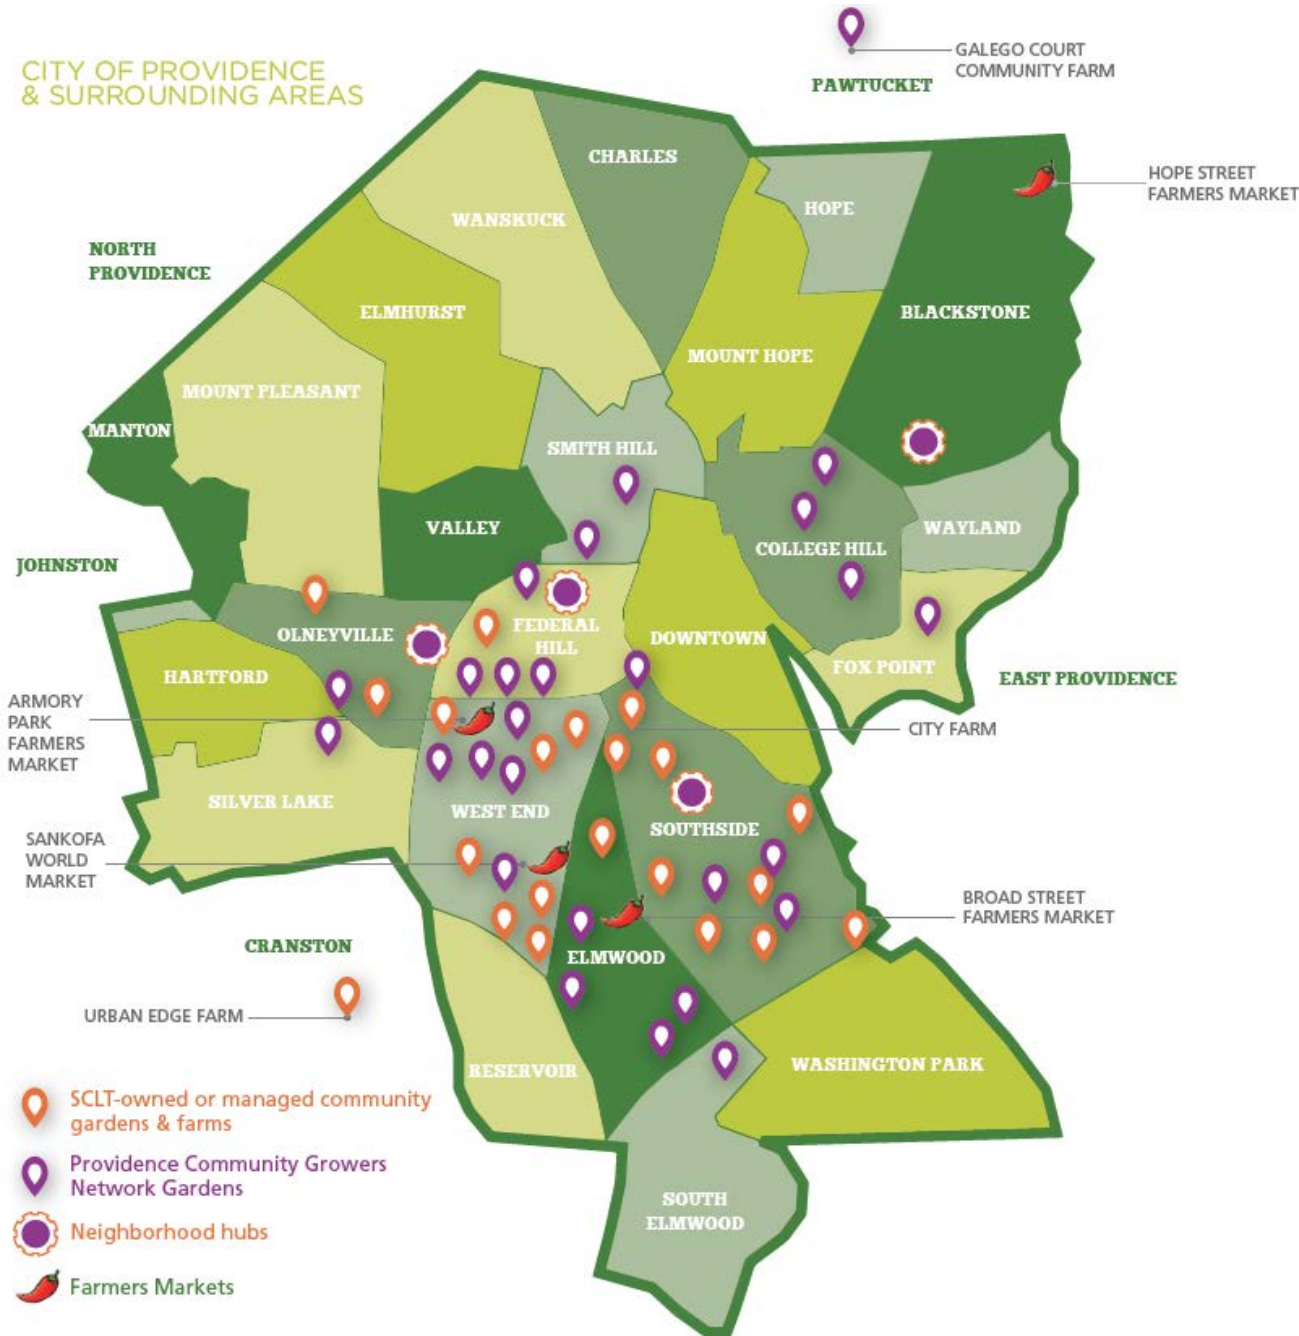 CITY OF PROVIDENCE
& SURROUNDING AREAS
GALEGO COURT
COMMUNITY FARM
PAWTUCKET
CHARLES
HOPE STREET
FARMERS MARKET
HOPE
WANSKUCK
NORTH
PROVIDENCE
ELMHURST
BLACKSTONE
MOUNT HOPE
MOUNT PLEASANT
MANTON
SMITH HILL
VALLEY
WAYLAND
COLLEGE HILL
JOHNSTON
OLNEYVILLE
FEDERAL
HILL
DOWNTOWN
FOX POINT
HARTFORD
EAST PROVIDENCE
ARMORY
PARK
FARMERS
MARKET
CITY FARM
SILVER LAKE
WEST END
SOUTHSIDE
SANKOFA
WORLD
MARKET
BROAD STREET
FARMERS MARKET
CRANSTON
ELMWOOD
URBAN EDGE FARM
RESERVOIR
WASHINGTON PARK
SCLT-owned or managed community
gardens & farms
Providence Community Growers
Network Gardens
SOUTH
ELMWOOD
Neighborhood hubs
Farmers Markets